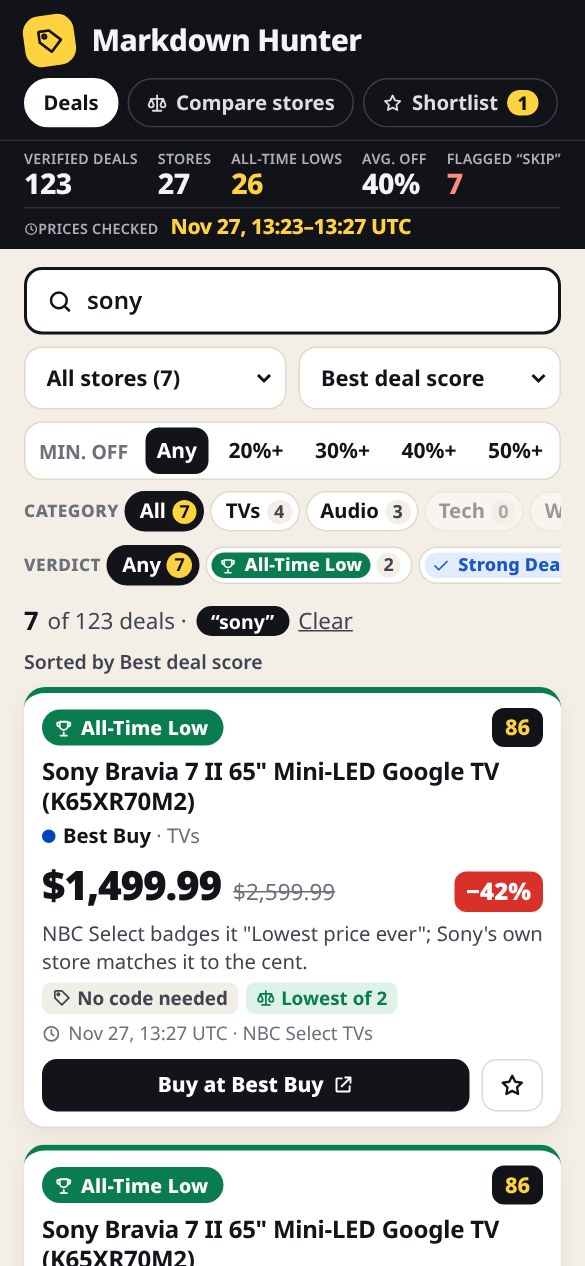 Markdown Hunter
Deals Compare stores Shortlist 1
VERIFIED DEALS STORES ALL-TIME LOWS AVG. OFF FLAGGED “SKIP”
123 27 26 40% 7
PRICES CHECKED Nov 27, 13:23–13:27 UTC
sony
All stores (7) Best deal score
MIN. OFF Any 20%+ 30%+ 40%+ 50%+
CATEGORY All 7 TVs 4 Audio 3 Tech 0 W
VERDICT Any 7 All-Time Low 2 Strong Dea
7 of 123 deals · “sony” Clear
Sorted by Best deal score
All-Time Low 86
Sony Bravia 7 II 65" Mini-LED Google TV
(K65XR70M2)
Best Buy · TVs
$1,499.99 $2,599.99 −42%
NBC Select badges it "Lowest price ever"; Sony's own
store matches it to the cent.
No code needed Lowest of 2
Nov 27, 13:27 UTC · NBC Select TVs
Buy at Best Buy
All-Time Low 86
Sony Bravia 7 II 65" Mini-LED Google TV
(K65XR70M2)